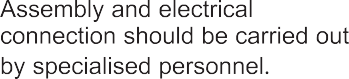 Assembly and electrical
connection should be carried out
by specialised personnel.